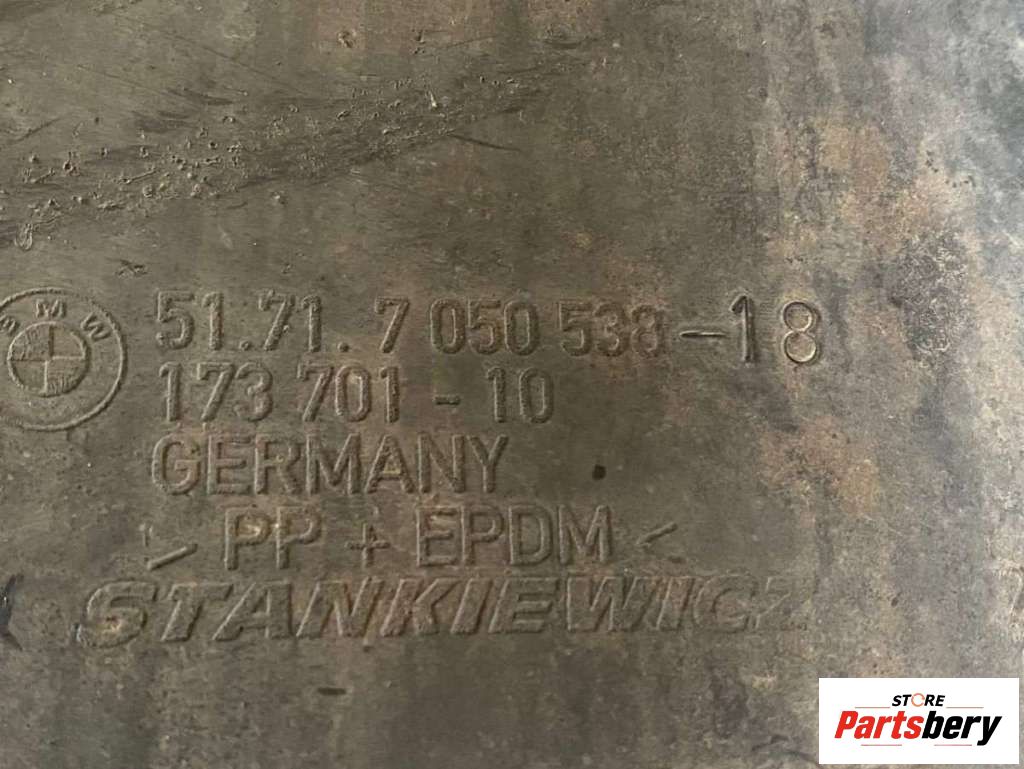 BMW
51.71.7 050 538-18
173 701-10
GERMANY
> PP + EPDM <
STANKIEWICZ
STORE
Partsbery